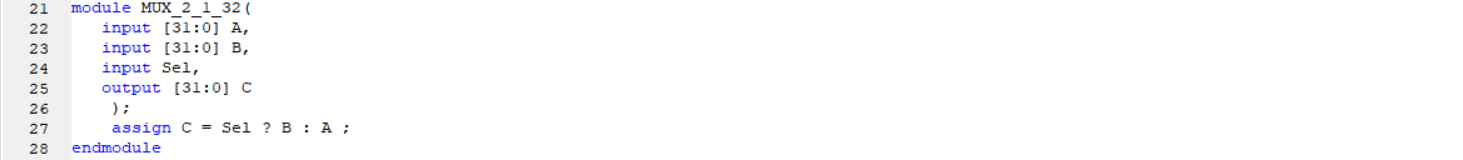 21 module MUX_2_1_32(
22 input [31:0] A,
23 input [31:0] B,
24 input Sel,
25 output [31:0] C
26 );
27 assign C = Sel ? B : A ;
28 endmodule